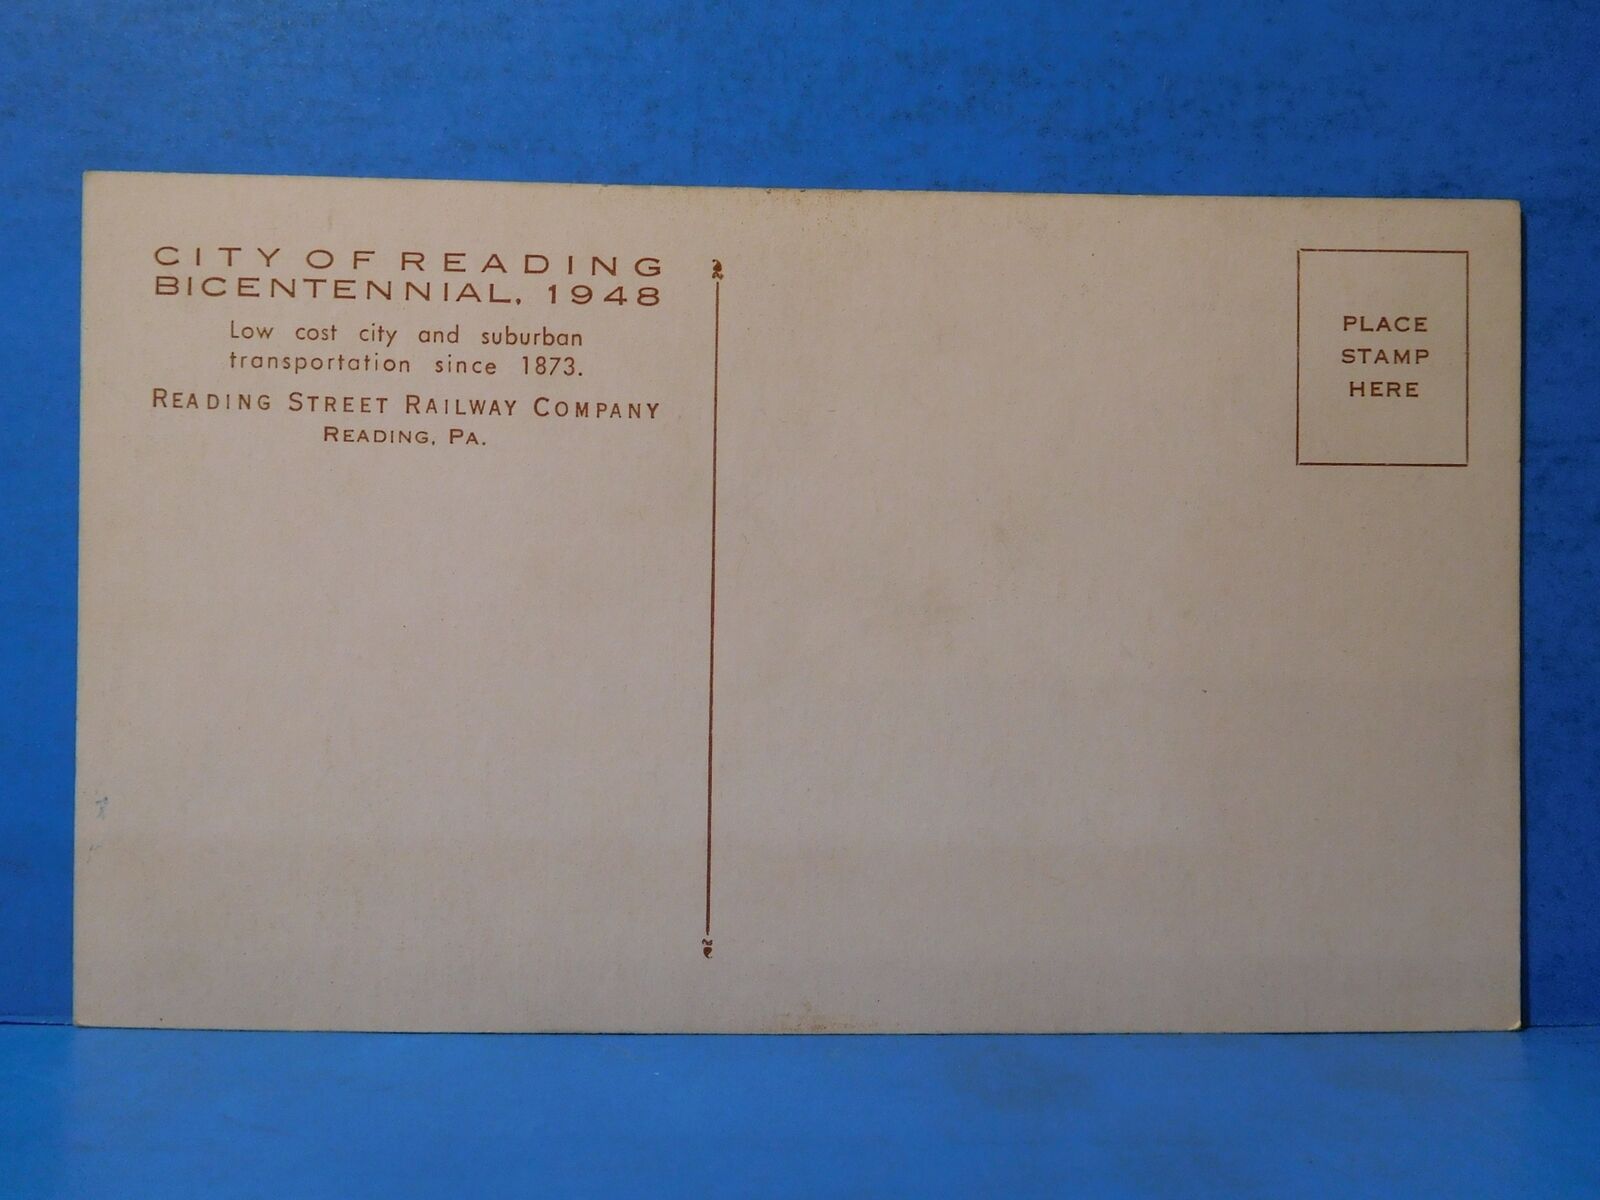 CITY OF READING
BICENTENNIAL, 1948
Low cost city and suburban
transportation since 1873.
READING STREET RAILWAY COMPANY
READING, PA.
PLACE
STAMP
HERE